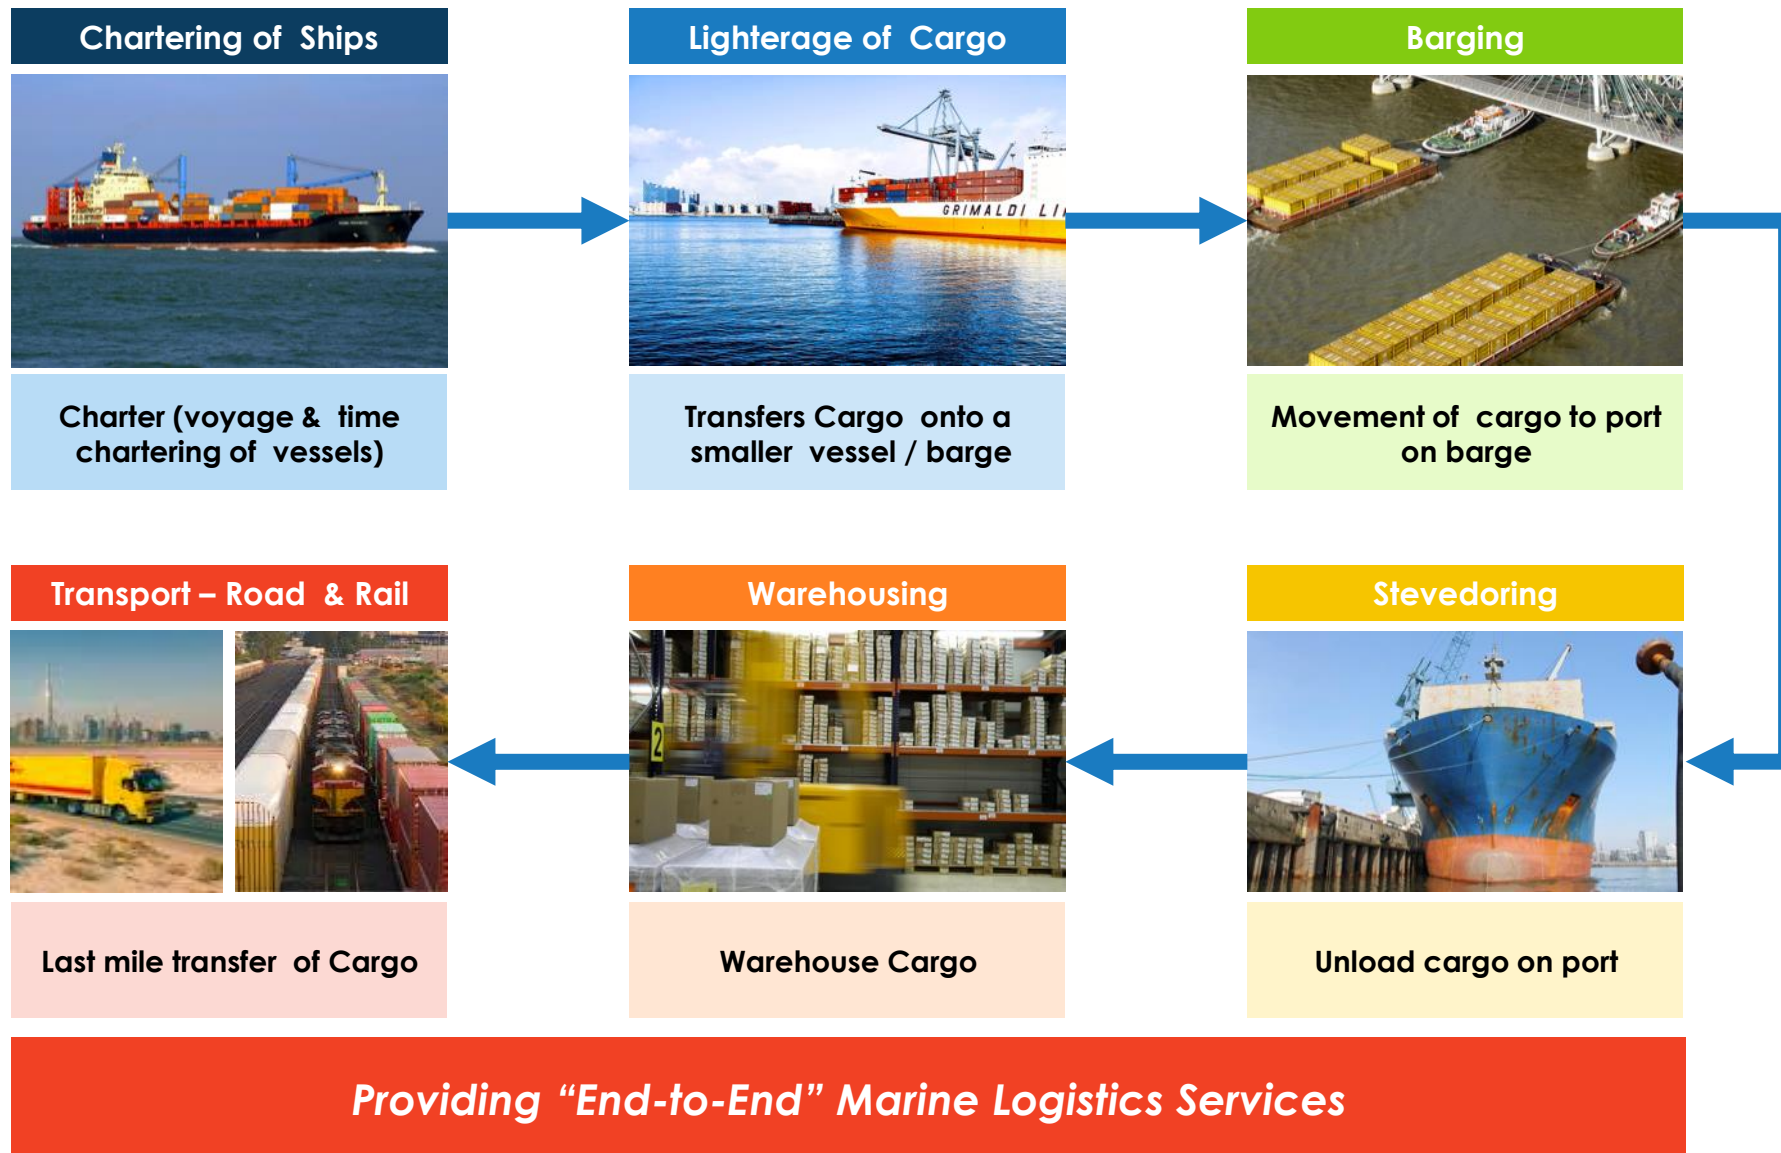 Chartering of Ships
Lighterage of Cargo
Barging
GRIMALDI LI
Charter (voyage & time
chartering of vessels)
Transfers Cargo onto a
smaller vessel / barge
Movement of cargo to port
on barge
Transport – Road & Rail
Warehousing
Stevedoring
2
Last mile transfer of Cargo
Warehouse Cargo
Unload cargo on port
Providing “End-to-End” Marine Logistics Services